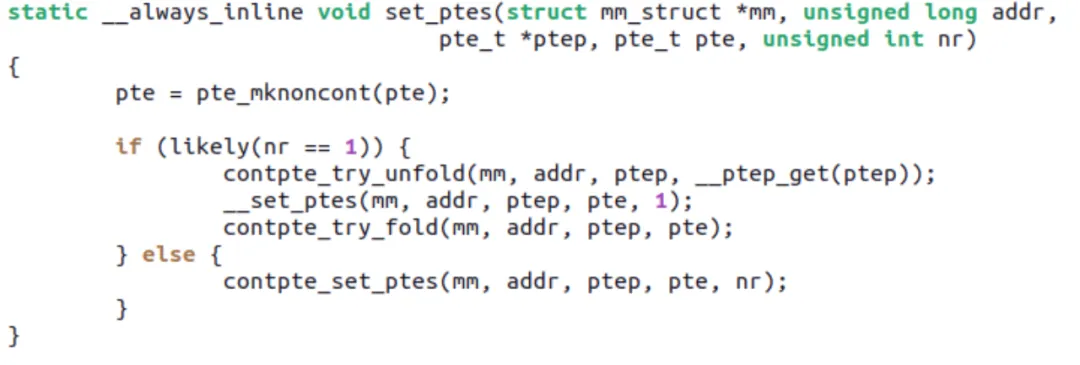 static __always_inline void set_ptes(struct mm_struct *mm, unsigned long addr,
                                pte_t *ptep, pte_t pte, unsigned int nr)
{
        pte = pte_mknoncont(pte);

        if (likely(nr == 1)) {
                contpte_try_unfold(mm, addr, ptep, __ptep_get(ptep));
                __set_ptes(mm, addr, ptep, pte, 1);
                contpte_try_fold(mm, addr, ptep, pte);
        } else {
                contpte_set_ptes(mm, addr, ptep, pte, nr);
        }
}